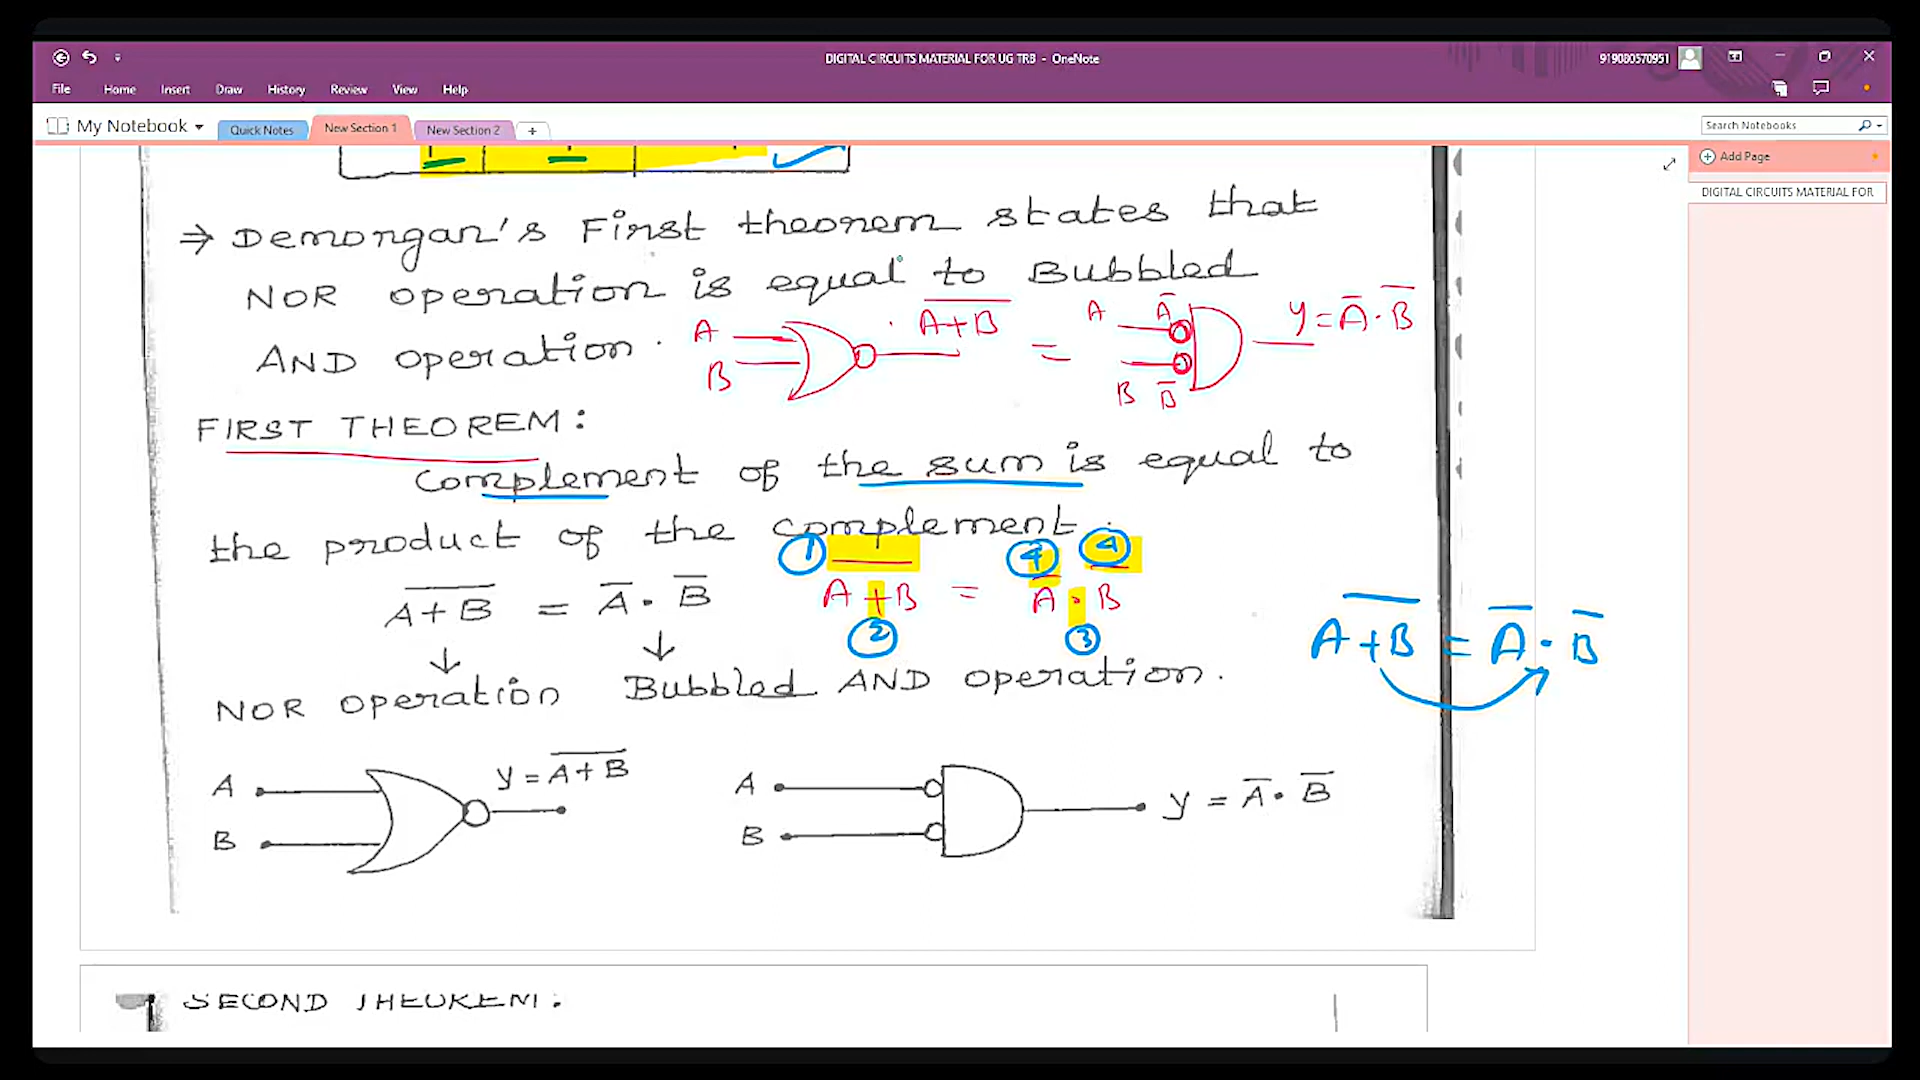 DIGITAL CIRCUITS MATERIAL FOR UG TRB - OneNote
919080570951
File Home Insert Draw History Review View Help
My Notebook Quick Notes New Section 1 New Section 2 +
Search Notebooks
Add Page
DIGITAL CIRCUITS MATERIAL FOR
⇒ Demorgan's First theorem states that
NOR operation is equal to Bubbled
AND operation.
A B A̅+̅B̅ = A A̅ B B̅ y = A̅ · B̅
FIRST THEOREM:
Complement of the sum is equal to
the product of the complement.
1 4 4
A̅+̅B̅ = A̅ · B̅ A̅+̅B̅ = A̅ · B̅
2 3
A̅+̅B̅ = A̅ · B̅
↓ ↓
NOR operation Bubbled AND operation.
A B y = A̅+̅B̅
A B y = A̅ · B̅
SECOND THEOREM: